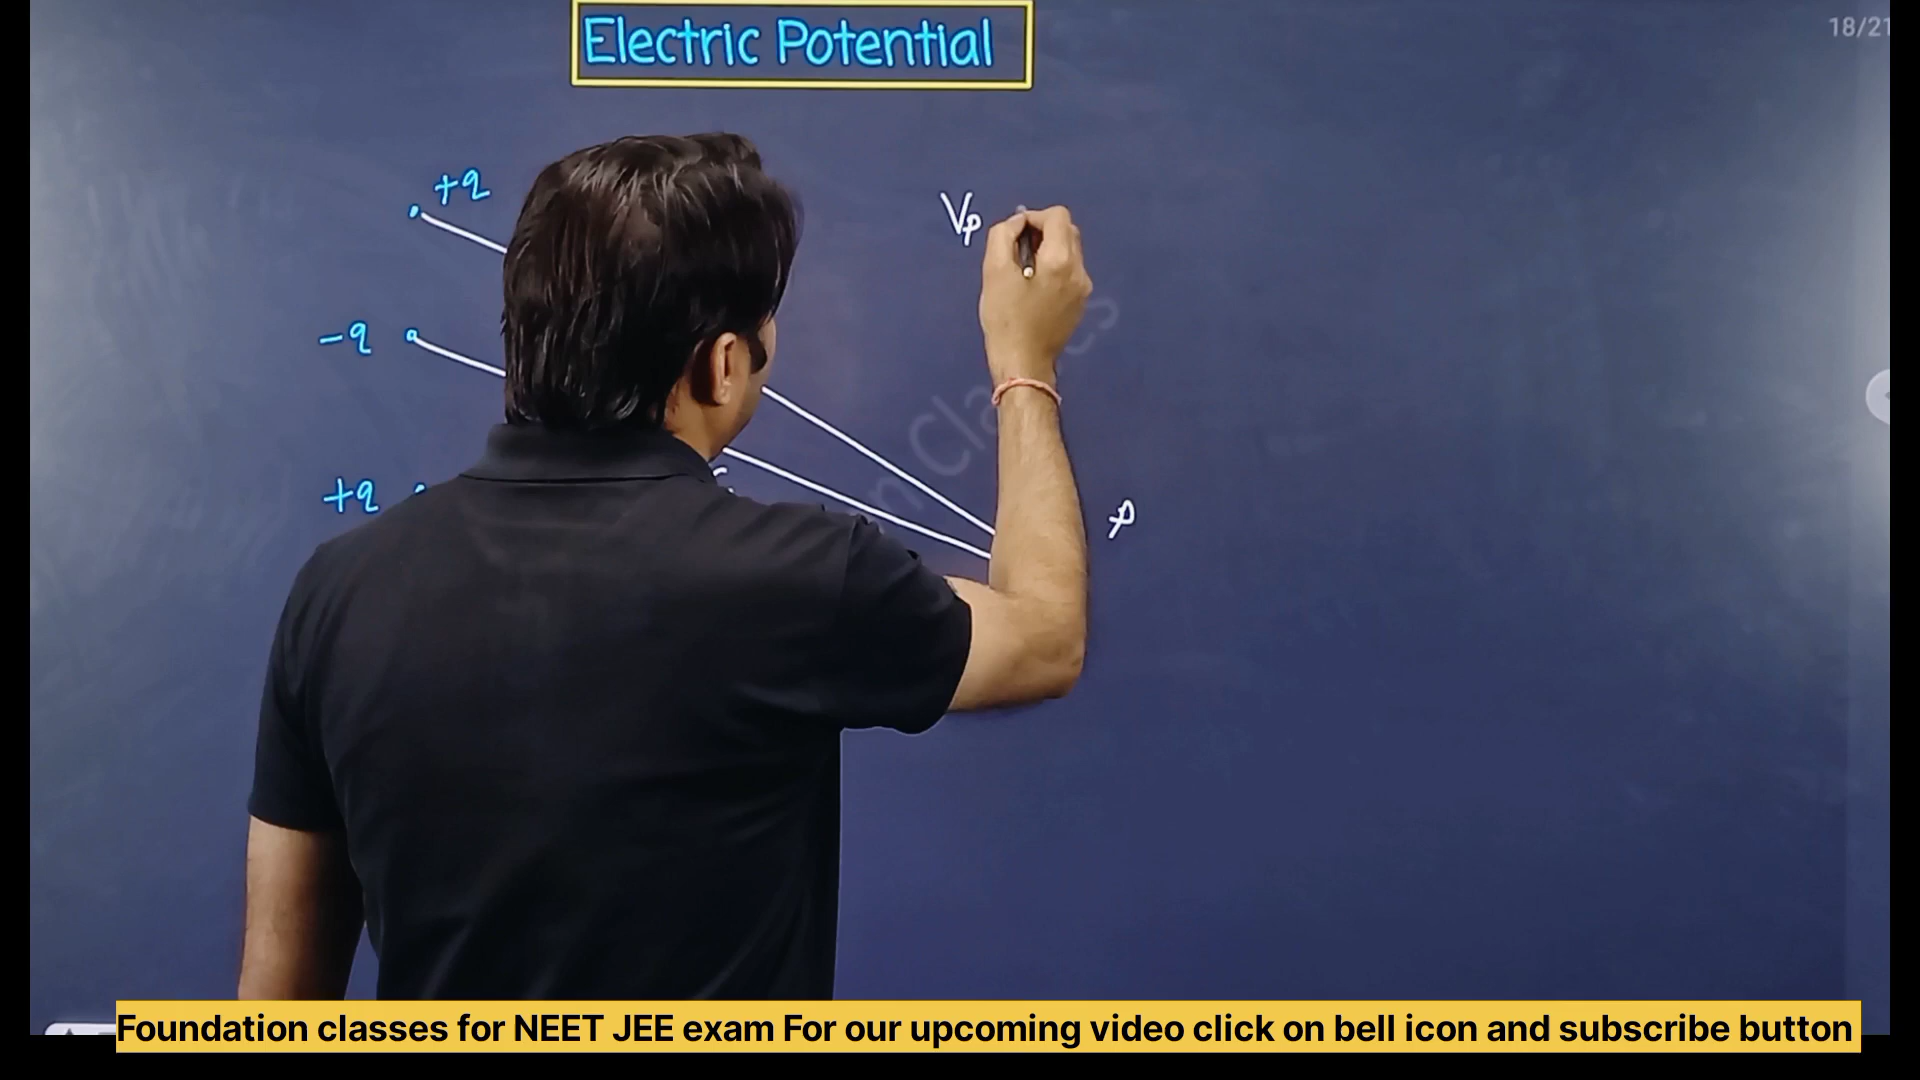 Electric Potential
18/21
+q
Vp
-q
+q
P
Foundation classes for NEET JEE exam For our upcoming video click on bell icon and subscribe button